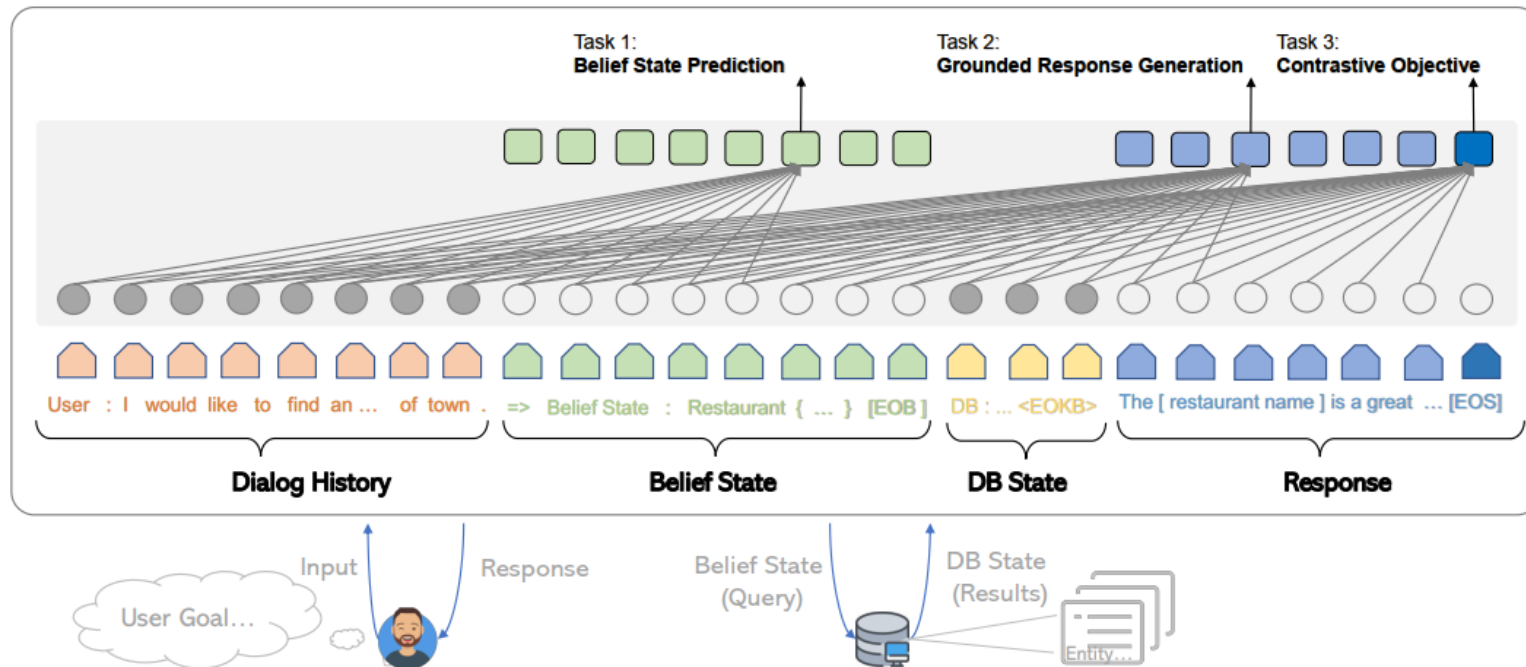 Task 1:
Belief State Prediction
Task 2:
Grounded Response Generation
Task 3:
Contrastive Objective
User : I would like to find an ... of town .
=> Belief State : Restaurant { ... } [EOB ]
DB : ... <EOKB>
The [ restaurant name ] is a great ... [EOS]
Dialog History
Belief State
DB State
Response
Input
Response
Belief State
(Query)
DB State
(Results)
User Goal...
Entity...